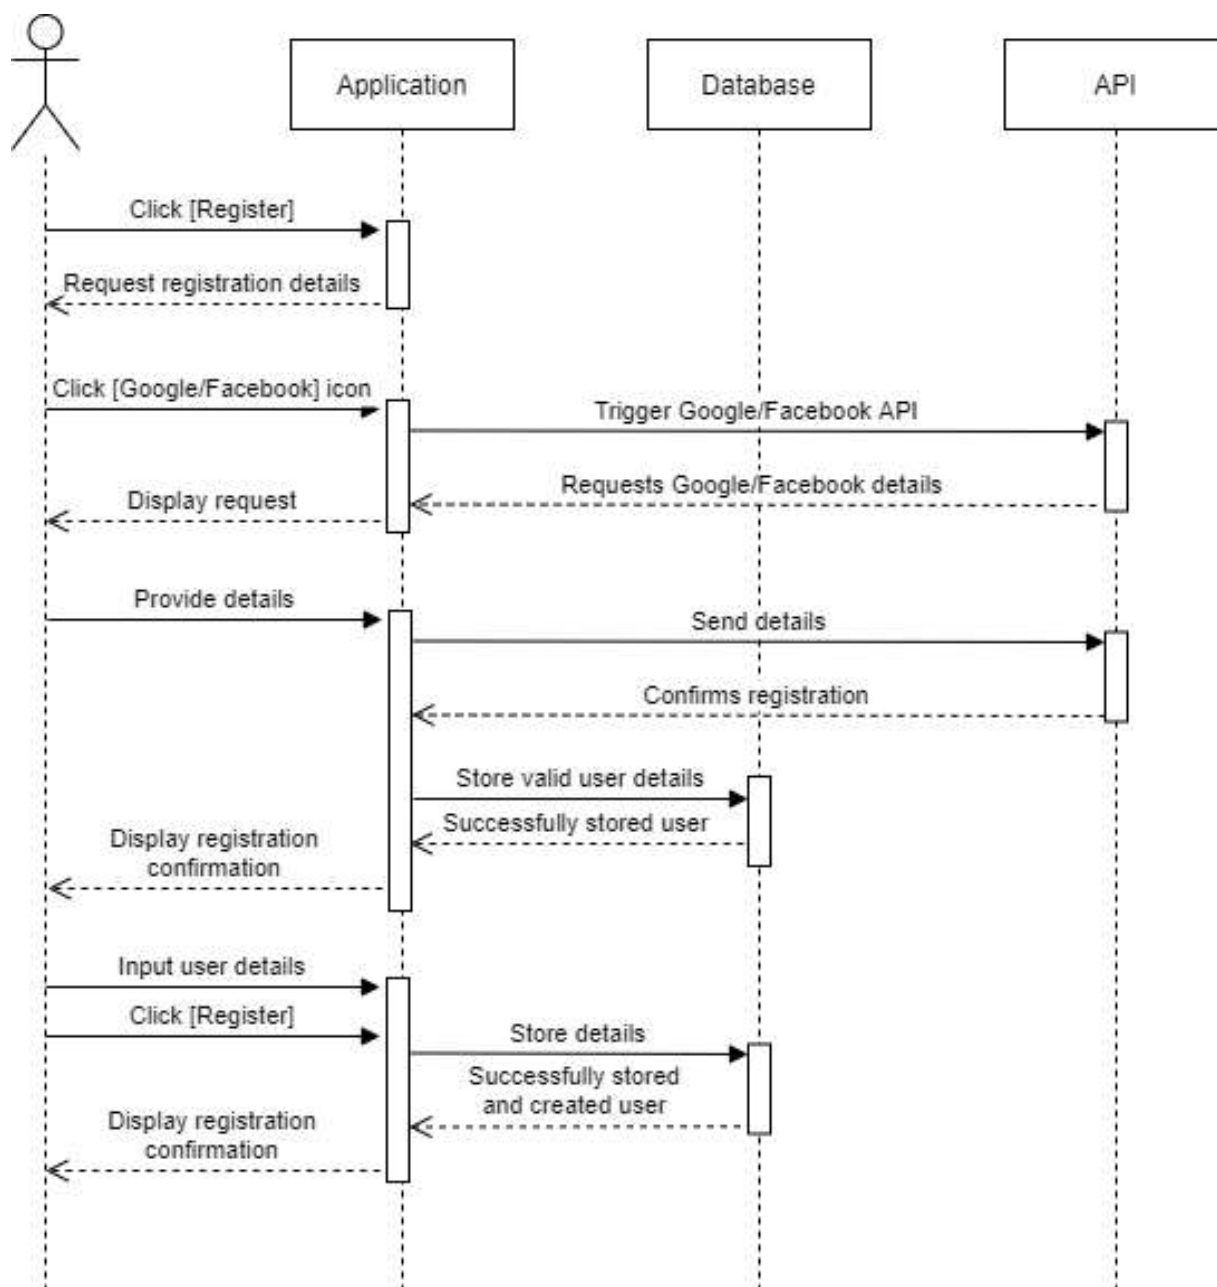 Application
Database
API
Click [Register]
Request registration details
Click [Google/Facebook] icon
Trigger Google/Facebook API
Requests Google/Facebook details
Display request
Provide details
Send details
Confirms registration
Store valid user details
Successfully stored user
Display registration
confirmation
Input user details
Click [Register]
Store details
Successfully stored
and created user
Display registration
confirmation